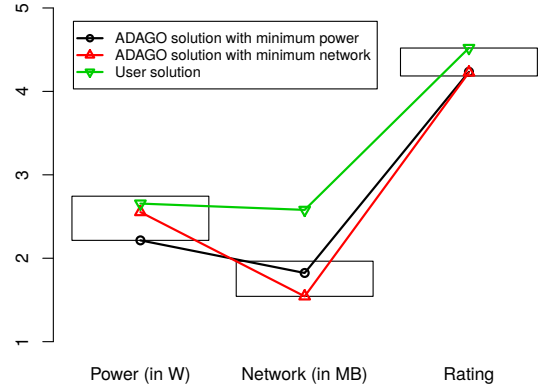 5
4
3
2
1
ADAGO solution with minimum power
ADAGO solution with minimum network
User solution
Power (in W)
Network (in MB)
Rating